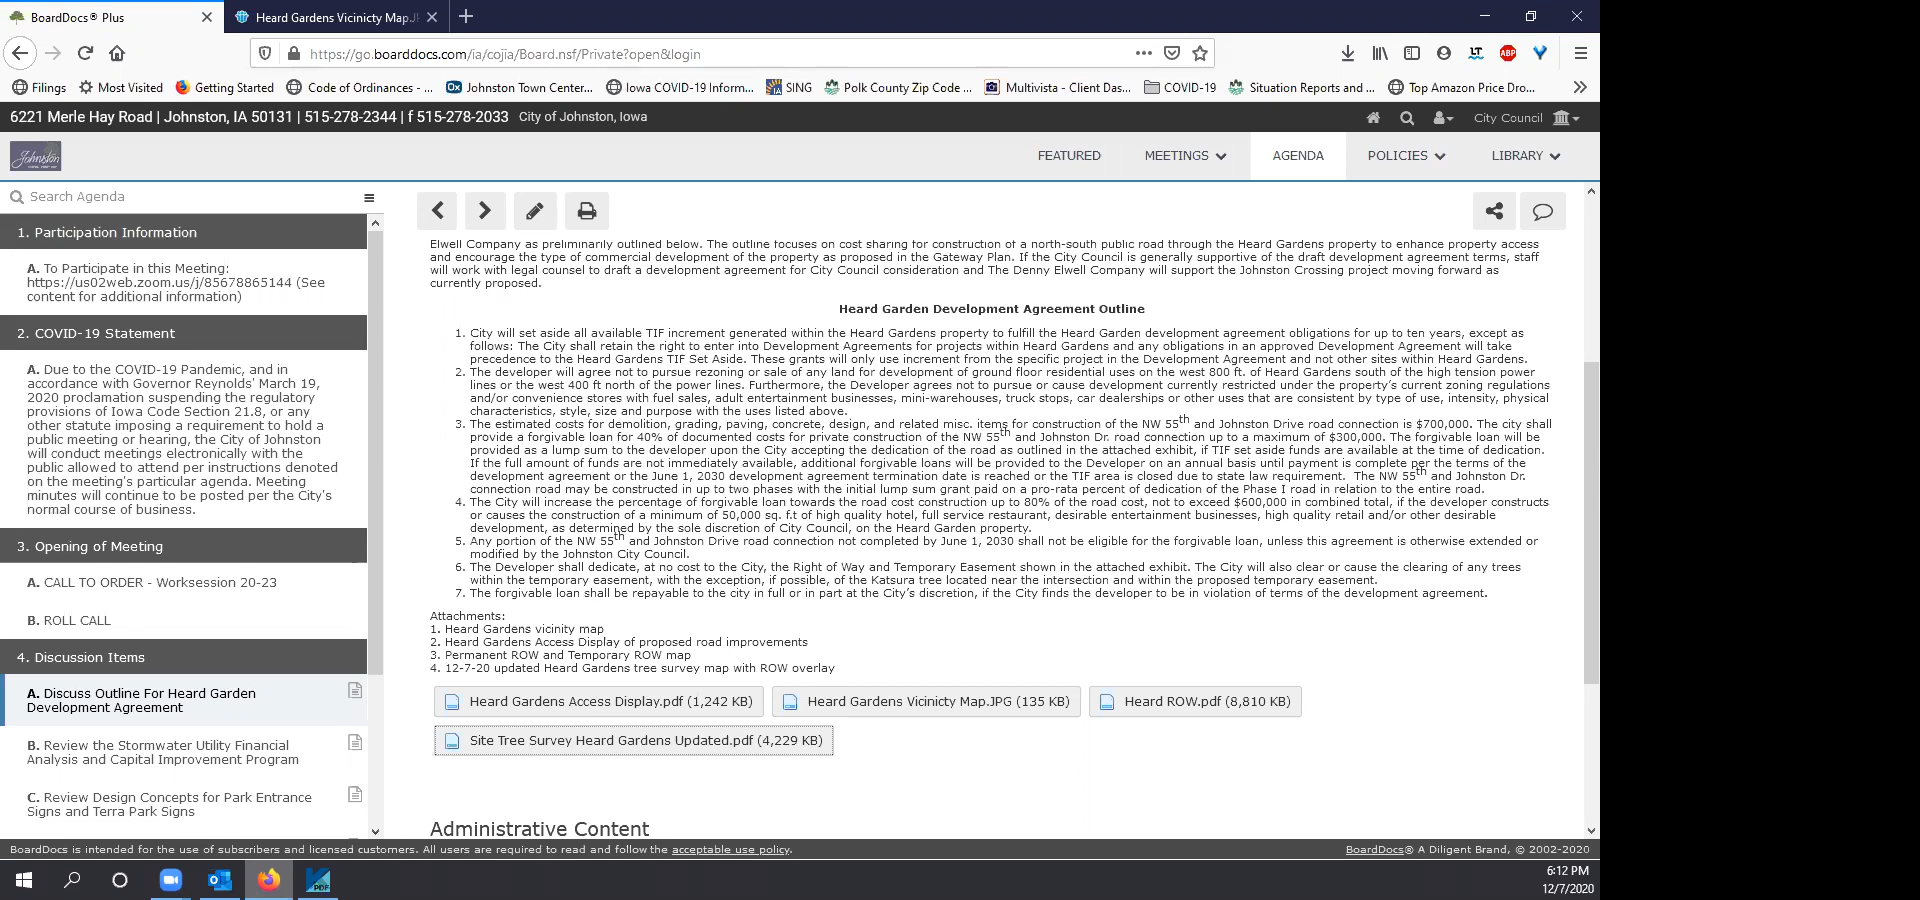 BoardDocs® Plus
Heard Gardens Vicinicty Map.J
https://go.boarddocs.com/ia/cojia/Board.nsf/Private?open&login
Filings
Most Visited
Getting Started
Code of Ordinances - ...
Johnston Town Center...
Iowa COVID-19 Inform...
SING
Polk County Zip Code ...
Multivista - Client Das...
COVID-19
Situation Reports and ...
Top Amazon Price Dro...
6221 Merle Hay Road | Johnston, IA 50131 | 515-278-2344 | f 515-278-2033 City of Johnston, Iowa
City Council
Johnston
FEATURED
MEETINGS
AGENDA
POLICIES
LIBRARY
Search Agenda
1. Participation Information
A. To Participate in this Meeting:
https://us02web.zoom.us/j/85678865144 (See
content for additional information)
2. COVID-19 Statement
A. Due to the COVID-19 Pandemic, and in
accordance with Governor Reynolds' March 19,
2020 proclamation suspending the regulatory
provisions of Iowa Code Section 21.8, or any
other statute imposing a requirement to hold a
public meeting or hearing, the City of Johnston
will conduct meetings electronically with the
public allowed to attend per instructions denoted
on the meeting's particular agenda. Meeting
minutes will continue to be posted per the City's
normal course of business.
3. Opening of Meeting
A. CALL TO ORDER - Worksession 20-23
B. ROLL CALL
4. Discussion Items
A. Discuss Outline For Heard Garden
Development Agreement
B. Review the Stormwater Utility Financial
Analysis and Capital Improvement Program
C. Review Design Concepts for Park Entrance
Signs and Terra Park Signs
Elwell Company as preliminarily outlined below. The outline focuses on cost sharing for construction of a north-south public road through the Heard Gardens property to enhance property access
and encourage the type of commercial development of the property as proposed in the Gateway Plan. If the City Council is generally supportive of the draft development agreement terms, staff
will work with legal counsel to draft a development agreement for City Council consideration and The Denny Elwell Company will support the Johnston Crossing project moving forward as
currently proposed.
Heard Garden Development Agreement Outline
1. City will set aside all available TIF increment generated within the Heard Gardens property to fulfill the Heard Garden development agreement obligations for up to ten years, except as
follows: The City shall retain the right to enter into Development Agreements for projects within Heard Gardens and any obligations in an approved Development Agreement will take
precedence to the Heard Gardens TIF Set Aside. These grants will only use increment from the specific project in the Development Agreement and not other sites within Heard Gardens.
2. The developer will agree not to pursue rezoning or sale of any land for development of ground floor residential uses on the west 800 ft. of Heard Gardens south of the high tension power
lines or the west 400 ft north of the power lines. Furthermore, the Developer agrees not to pursue or cause development currently restricted under the property's current zoning regulations
and/or convenience stores with fuel sales, adult entertainment businesses, mini-warehouses, truck stops, car dealerships or other uses that are consistent by type of use, intensity, physical
characteristics, style, size and purpose with the uses listed above.
3. The estimated costs for demolition, grading, paving, concrete, design, and related misc. items for construction of the NW 55th and Johnston Drive road connection is $700,000. The city shall
provide a forgivable loan for 40% of documented costs for private construction of the NW 55th and Johnston Dr. road connection up to a maximum of $300,000. The forgivable loan will be
provided as a lump sum to the developer upon the City accepting the dedication of the road as outlined in the attached exhibit, if TIF set aside funds are available at the time of dedication.
If the full amount of funds are not immediately available, additional forgivable loans will be provided to the Developer on an annual basis until payment is complete per the terms of the
development agreement or the June 1, 2030 development agreement termination date is reached or the TIF area is closed due to state law requirement. The NW 55th and Johnston Dr.
connection road may be constructed in up to two phases with the initial lump sum grant paid on a pro-rata percent of dedication of the Phase I road in relation to the entire road.
4. The City will increase the percentage of forgivable loan towards the road cost construction up to 80% of the road cost, not to exceed $600,000 in combined total, if the developer constructs
or causes the construction of a minimum of 50,000 sq. f.t of high quality hotel, full service restaurant, desirable entertainment businesses, high quality retail and/or other desirable
development, as determined by the sole discretion of City Council, on the Heard Garden property.
5. Any portion of the NW 55th and Johnston Drive road connection not completed by June 1, 2030 shall not be eligible for the forgivable loan, unless this agreement is otherwise extended or
modified by the Johnston City Council.
6. The Developer shall dedicate, at no cost to the City, the Right of Way and Temporary Easement shown in the attached exhibit. The City will also clear or cause the clearing of any trees
within the temporary easement, with the exception, if possible, of the Katsura tree located near the intersection and within the proposed temporary easement.
7. The forgivable loan shall be repayable to the city in full or in part at the City's discretion, if the City finds the developer to be in violation of terms of the development agreement.
Attachments:
1. Heard Gardens vicinity map
2. Heard Gardens Access Display of proposed road improvements
3. Permanent ROW and Temporary ROW map
4. 12-7-20 updated Heard Gardens tree survey map with ROW overlay
Heard Gardens Access Display.pdf (1,242 KB)
Heard Gardens Vicinicty Map.JPG (135 KB)
Heard ROW.pdf (8,810 KB)
Site Tree Survey Heard Gardens Updated.pdf (4,229 KB)
Administrative Content
BoardDocs is intended for the use of subscribers and licensed customers. All users are required to read and follow the acceptable use policy.
BoardDocs® A Diligent Brand, © 2002-2020
6:12 PM
12/7/2020